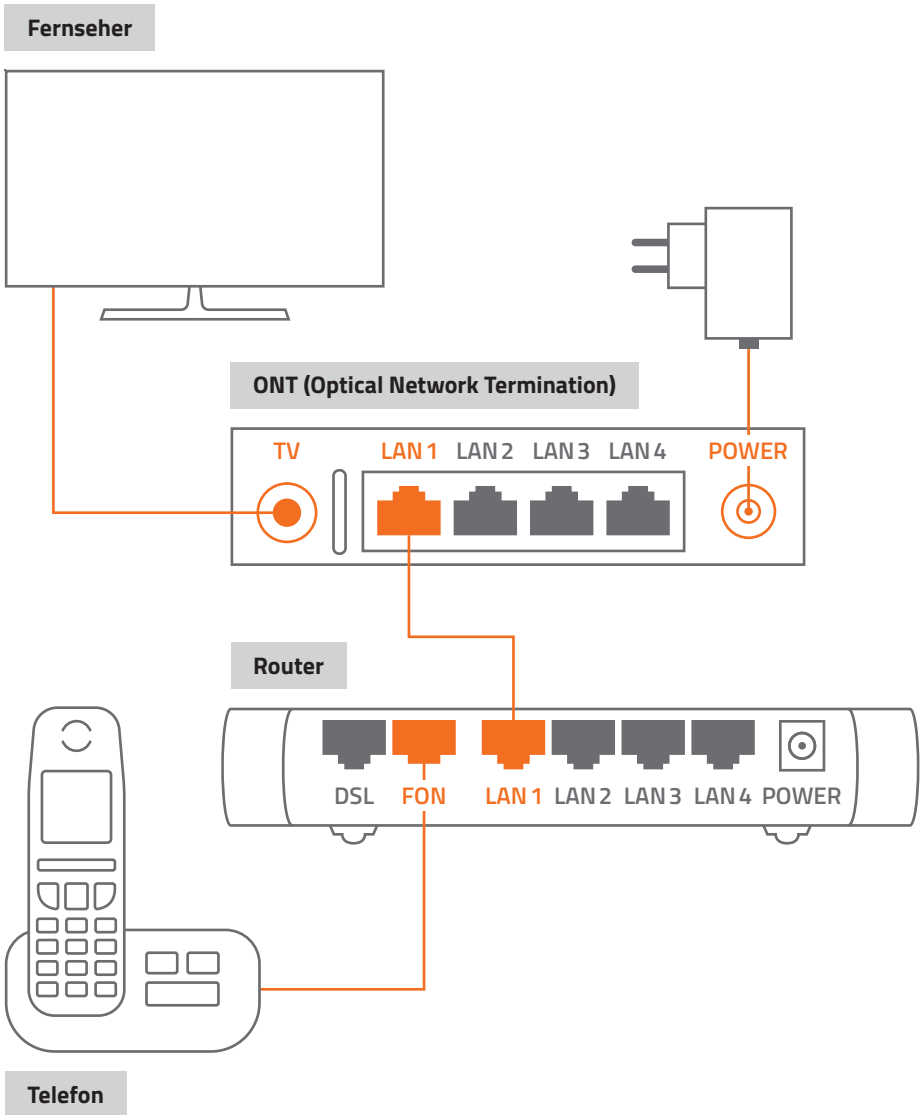 Fernseher
ONT (Optical Network Termination)
TV LAN 1 LAN 2 LAN 3 LAN 4 POWER
Router
DSL FON LAN 1 LAN 2 LAN 3 LAN 4 POWER
Telefon